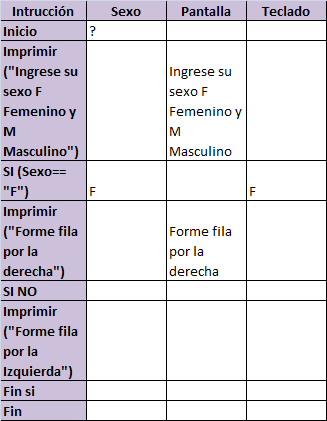 Intrucción Sexo Pantalla Teclado
Inicio ?
Imprimir
("Ingrese su
sexo F
Femenino y
M
Masculino")
Ingrese su
sexo F
Femenino y
M
Masculino
SI (Sexo==
"F") F F
Imprimir
("Forme fila
por la
derecha")
Forme fila
por la
derecha
SI NO
Imprimir
("Forme fila
por la
Izquierda")
Fin si
Fin